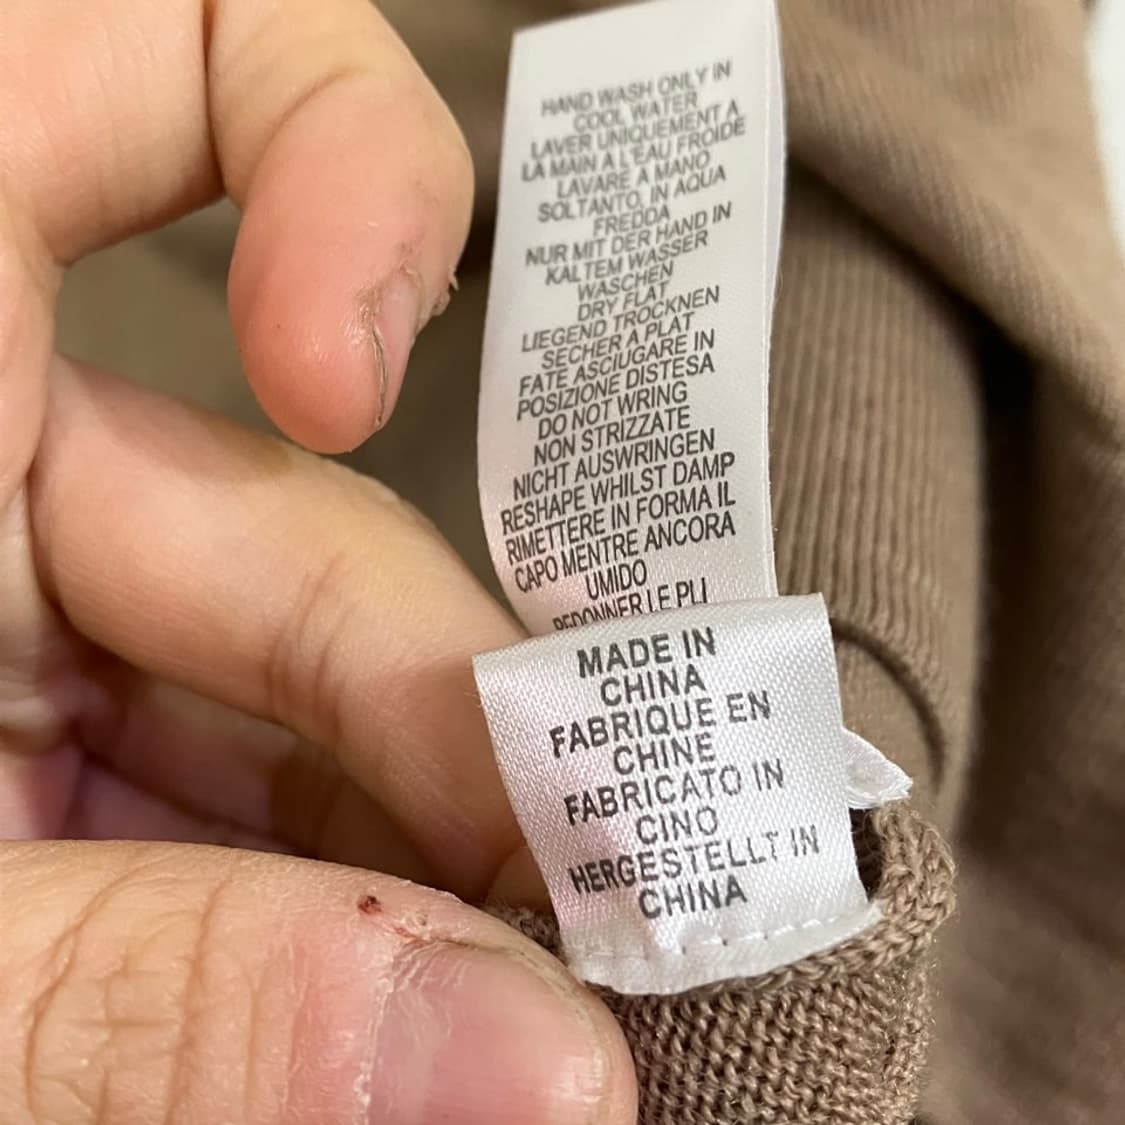 HAND WASH ONLY IN
COOL WATER
LAVER UNIQUEMENT A
LA MAIN A L'EAU FROIDE
LAVARE A MANO
SOLTANTO, IN AQUA
FREDDA
NUR MIT DER HAND IN
KALTEM WASSER
WASCHEN
DRY FLAT
LIEGEND TROCKNEN
SECHER A PLAT
FATE ASCIUGARE IN
POSIZIONE DISTESA
DO NOT WRING
NON STRIZZATE
NICHT AUSWRINGEN
RESHAPE WHILST DAMP
RIMETTERE IN FORMA IL
CAPO MENTRE ANCORA
UMIDO
REDONNER LE PLI
MADE IN
CHINA
FABRIQUE EN
CHINE
FABRICATO IN
CINO
HERGESTELLT IN
CHINA